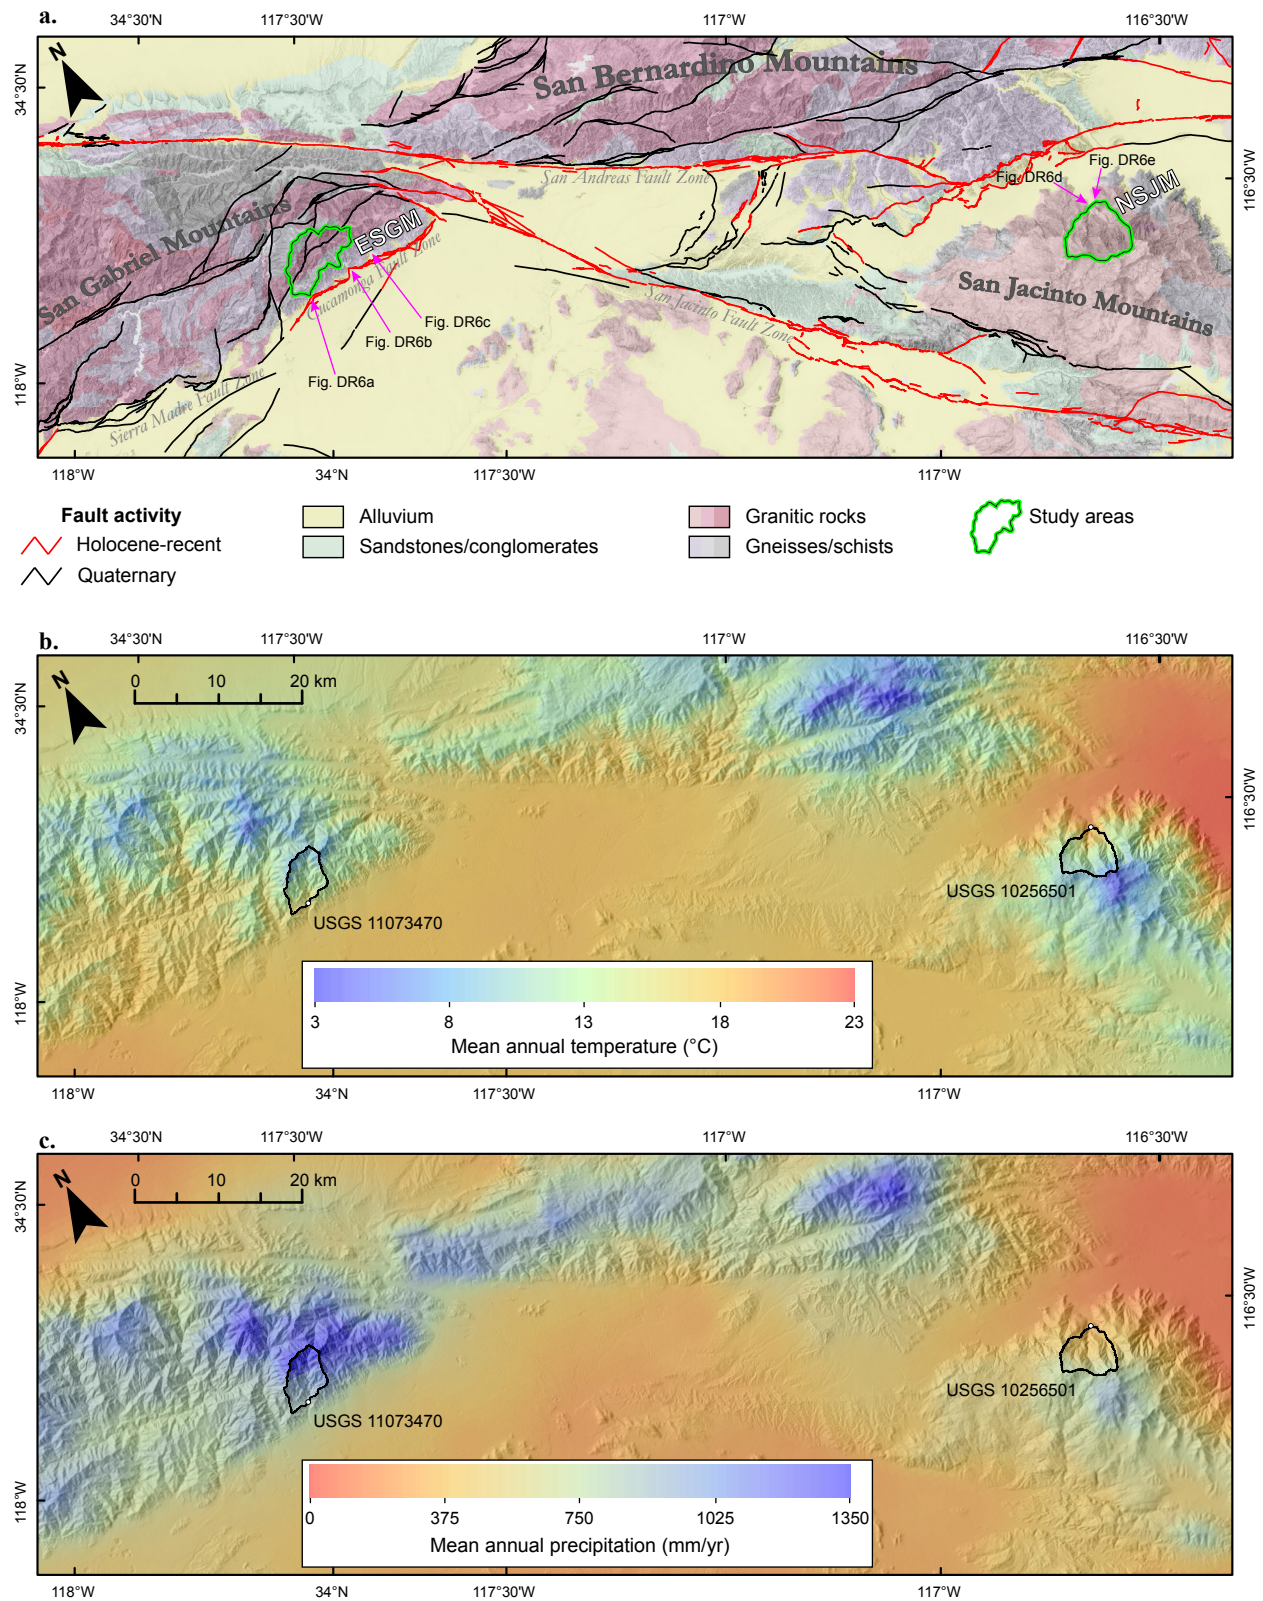 a.
34°30'N 117°30'W 117°W 116°30'W
N
34°30'N
San Bernardino Mountains
San Andreas Fault Zone
Fig. DR6e
Fig. DR6d
NSJM
116°30'W
San Gabriel Mountains
ESGM
Cucamonga Fault Zone
San Jacinto Fault Zone
San Jacinto Mountains
Fig. DR6c
Fig. DR6b
Fig. DR6a
118°W
Sierra Madre Fault Zone
118°W 34°N 117°30'W 117°W
Fault activity
Holocene-recent
Quaternary
Alluvium
Sandstones/conglomerates
Granitic rocks
Gneisses/schists
Study areas
b.
34°30'N 117°30'W 117°W 116°30'W
N
0 10 20 km
34°30'N
116°30'W
USGS 10256501
USGS 11073470
118°W
3 8 13 18 23
Mean annual temperature (°C)
118°W 34°N 117°30'W 117°W
c.
34°30'N 117°30'W 117°W 116°30'W
N
0 10 20 km
34°30'N
116°30'W
USGS 10256501
USGS 11073470
118°W
0 375 750 1025 1350
Mean annual precipitation (mm/yr)
118°W 34°N 117°30'W 117°W